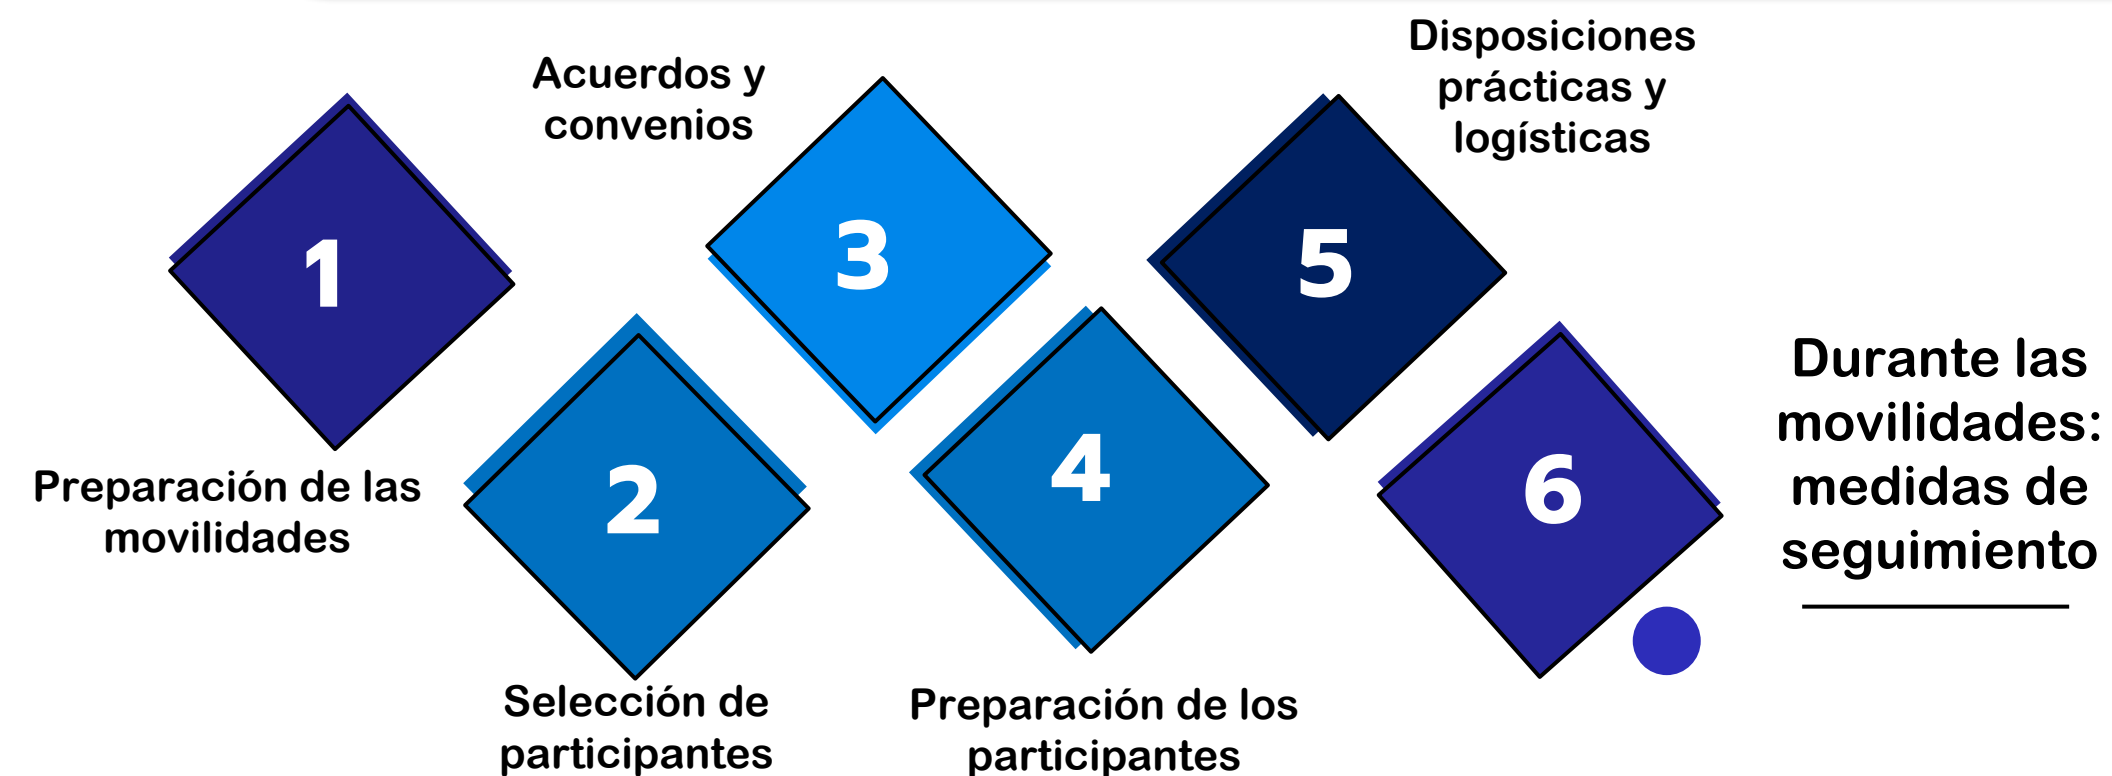 1
Preparación de las
movilidades
2
Selección de
participantes
Acuerdos y
convenios
3
4
Preparación de los
participantes
Disposiciones
prácticas y
logísticas
5
6
Durante las
movilidades:
medidas de
seguimiento